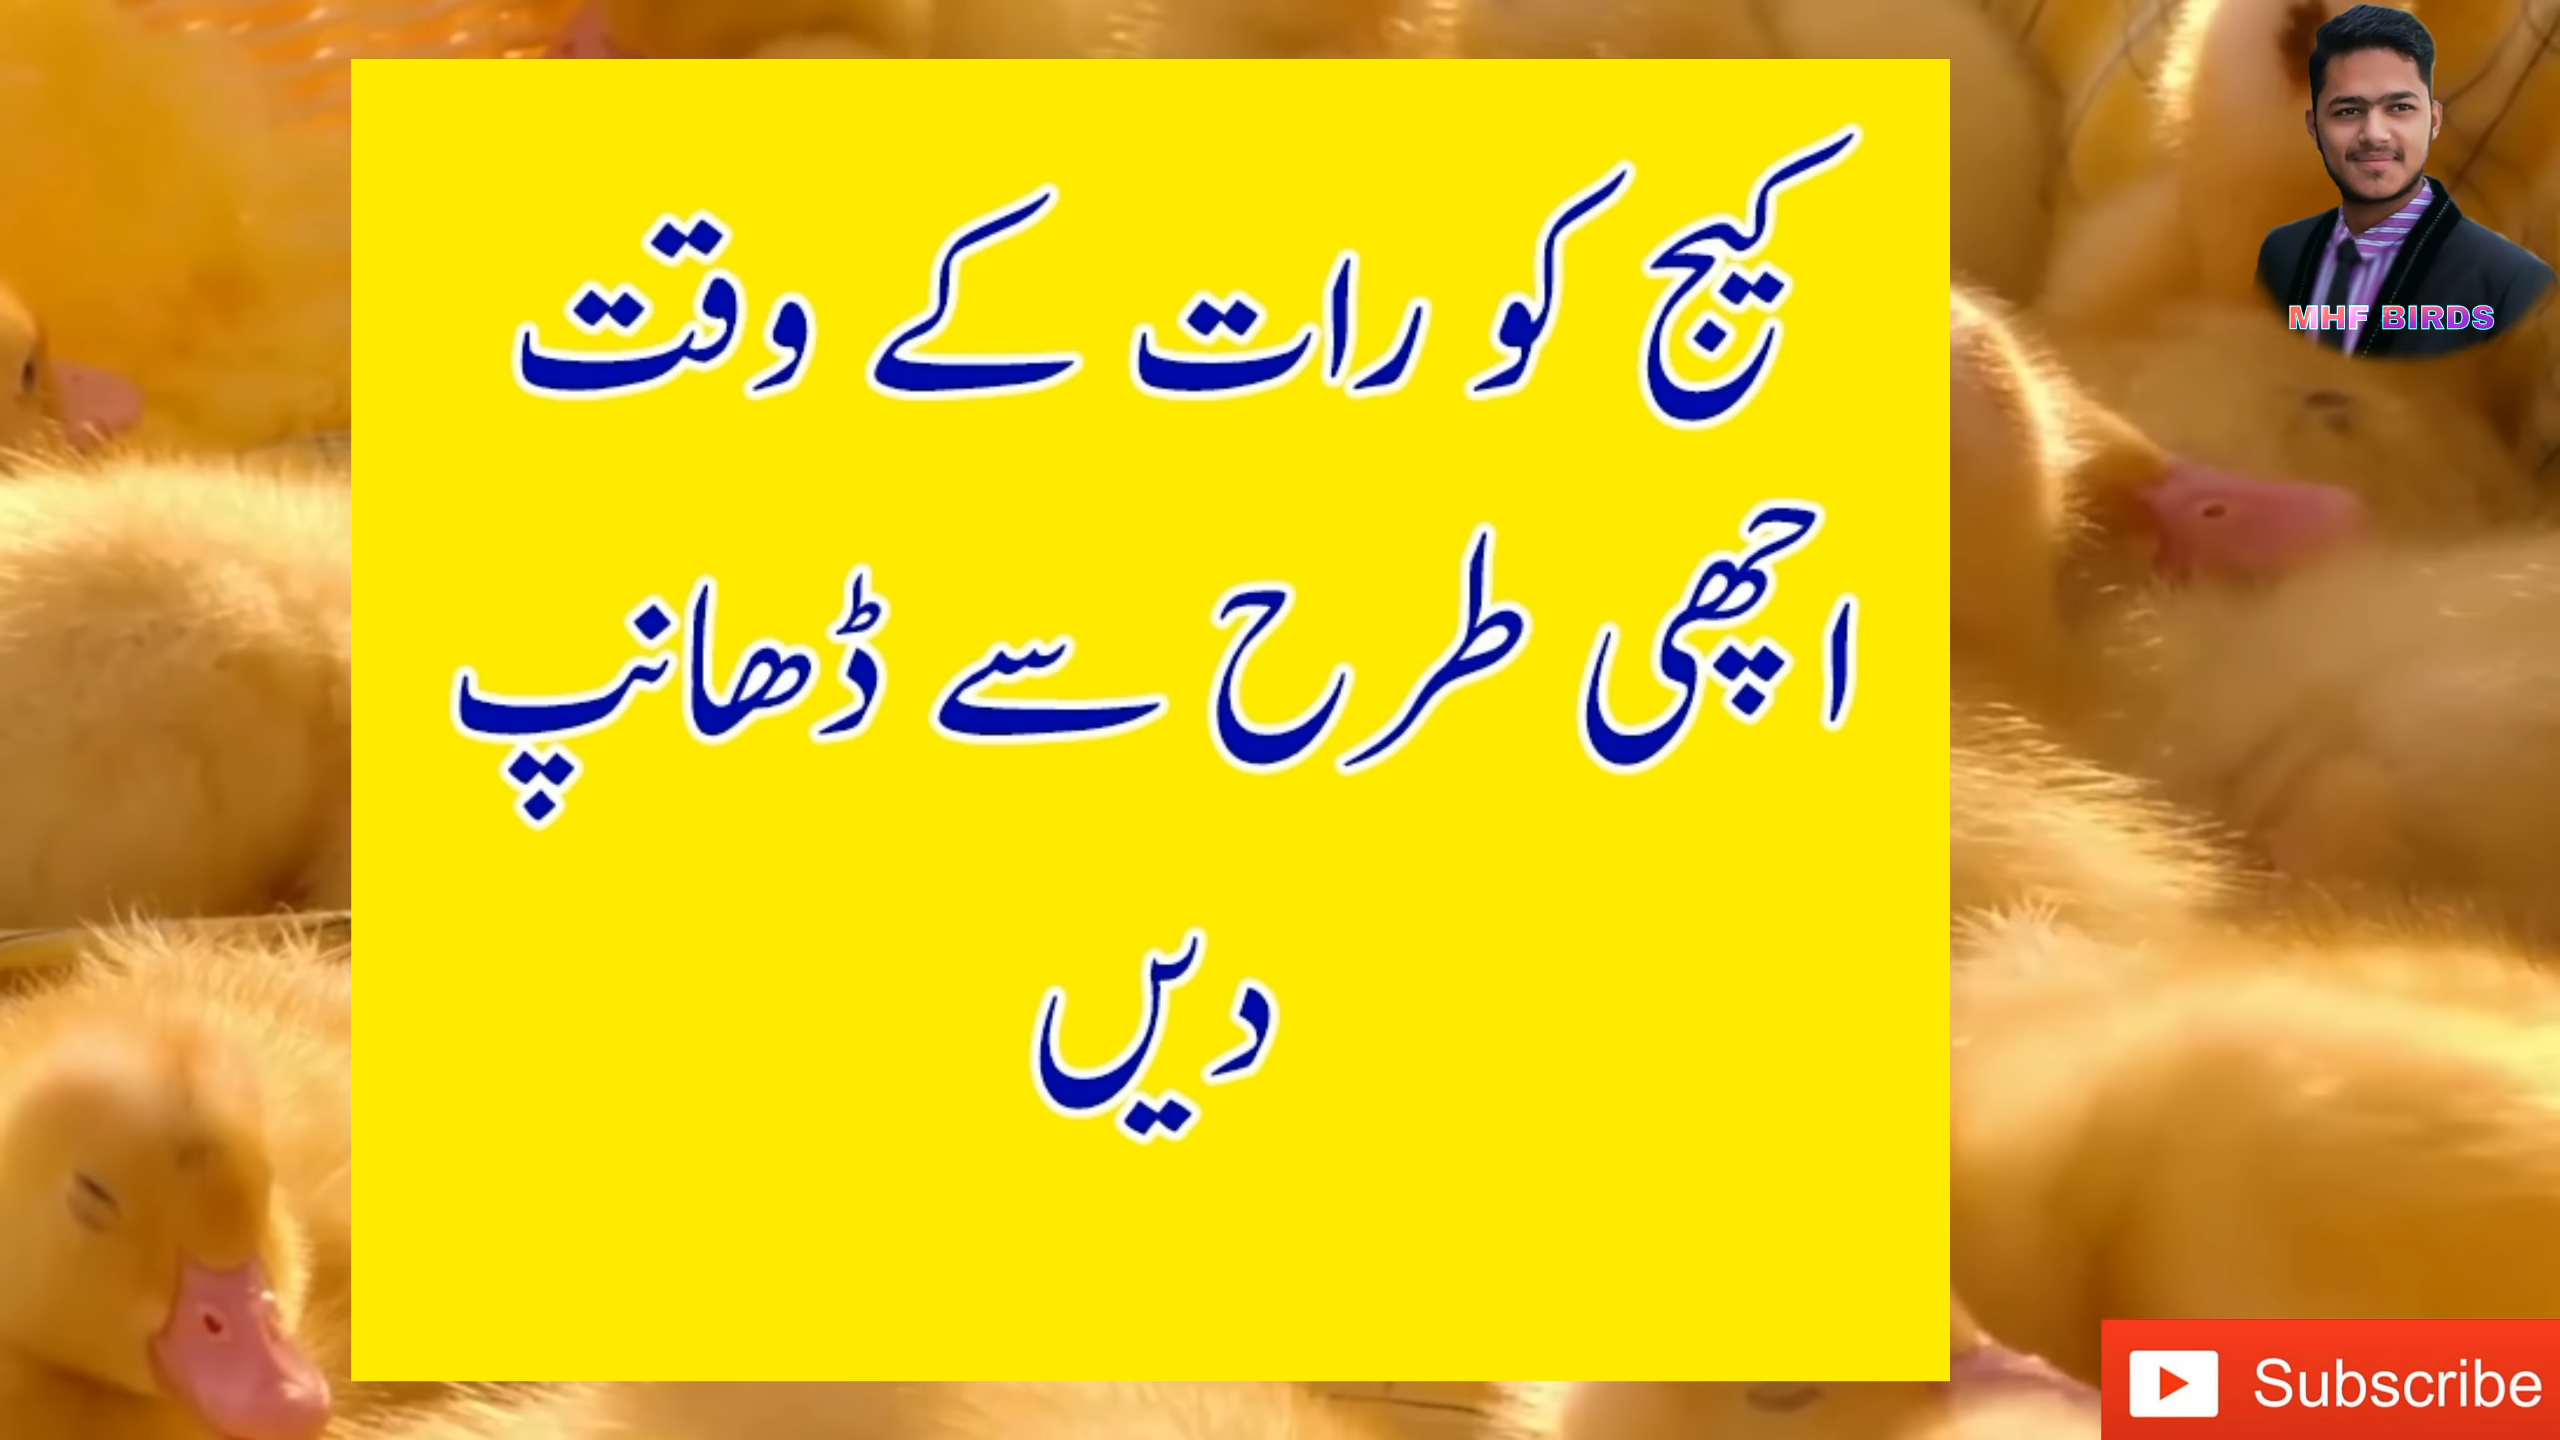 کیج کو رات کے وقت
اچھی طرح سے ڈھانپ
دیں
MHF BIRDS
Subscribe